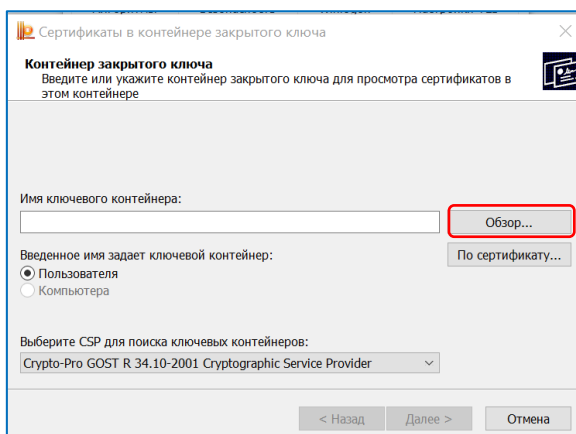 Сертификаты в контейнере закрытого ключа
Контейнер закрытого ключа
Введите или укажите контейнер закрытого ключа для просмотра сертификатов в
этом контейнере
Имя ключевого контейнера:
Обзор...
Введенное имя задает ключевой контейнер:
По сертификату...
Пользователя
Компьютера
Выберите CSP для поиска ключевых контейнеров:
Crypto-Pro GOST R 34.10-2001 Cryptographic Service Provider
< Назад
Далее >
Отмена